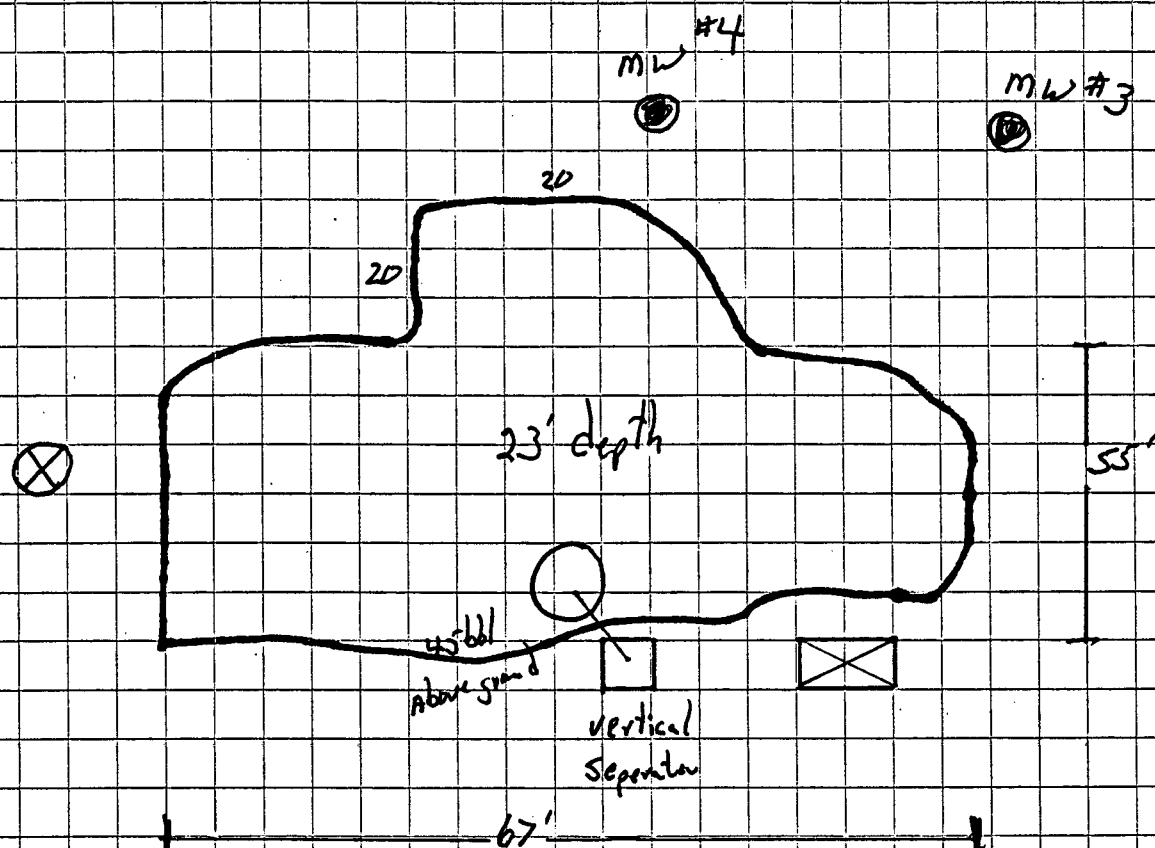 #4
MW
MW #3
20
20
23' depth
55'
45 bbl
Above ground
vertical
Seperator
67'